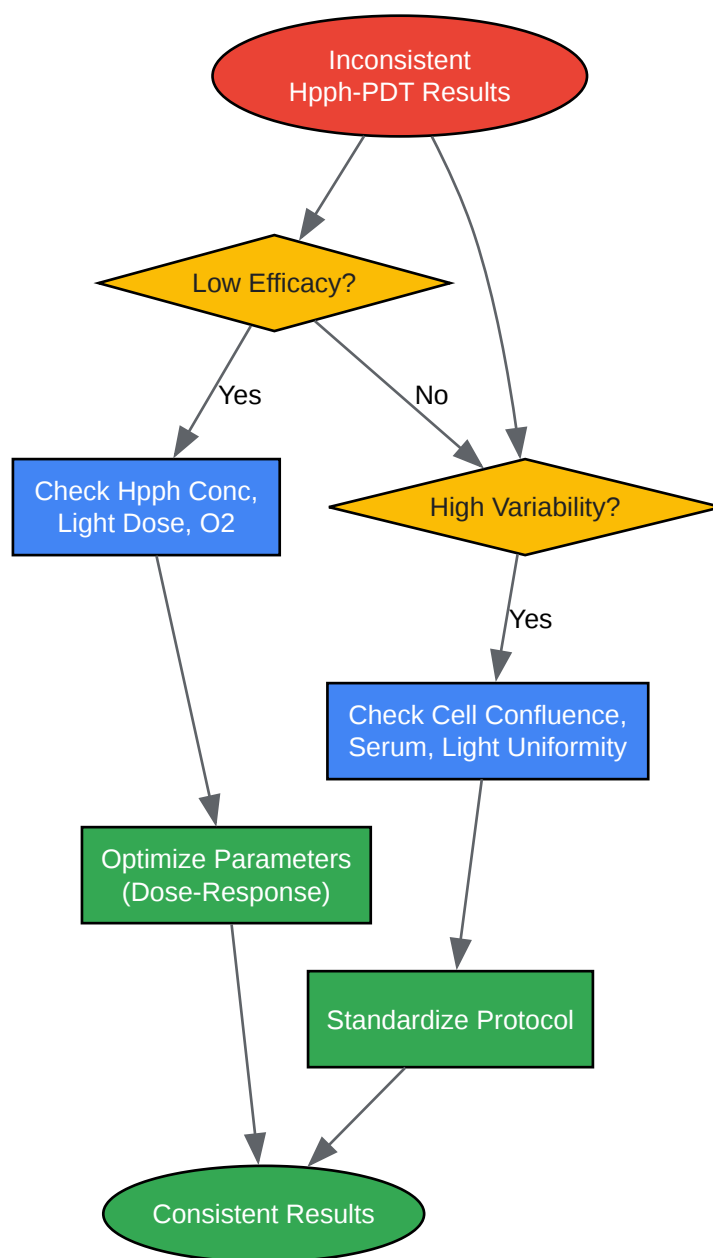 Inconsistent
Hpph-PDT Results
Low Efficacy?
Yes
No
Check Hpph Conc,
Light Dose, O2
High Variability?
Yes
Check Cell Confluence,
Serum, Light Uniformity
Optimize Parameters
(Dose-Response)
Standardize Protocol
Consistent Results